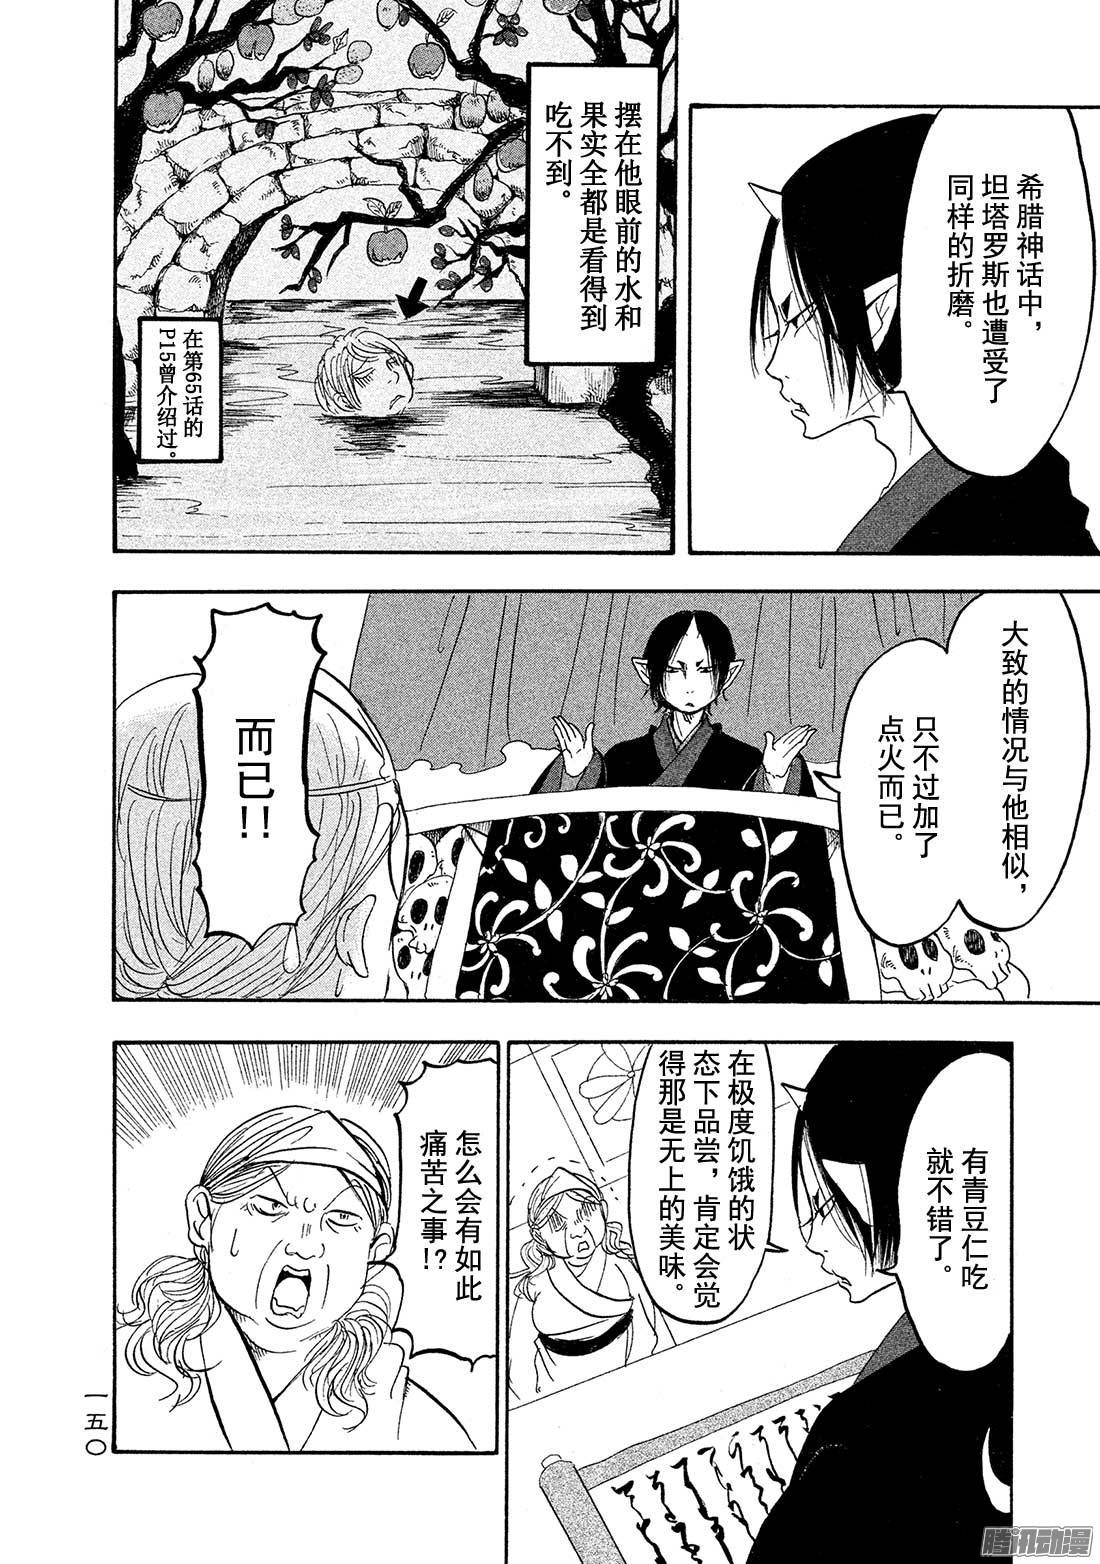 希腊神话中，
坦塔罗斯也遭受了
同样的折磨。
摆在他眼前的水和
果实全都是看得到
吃不到。
在第65话的
P15曾介绍过。
大致的情况与他相似，
只不过加了
点火而已。
而已!!
有青豆仁吃
就不错了。
在极度饥饿的状
态下品尝，肯定会觉
得那是无上的美味。
怎么会有如此
痛苦之事!?
一五〇
腾讯动漫